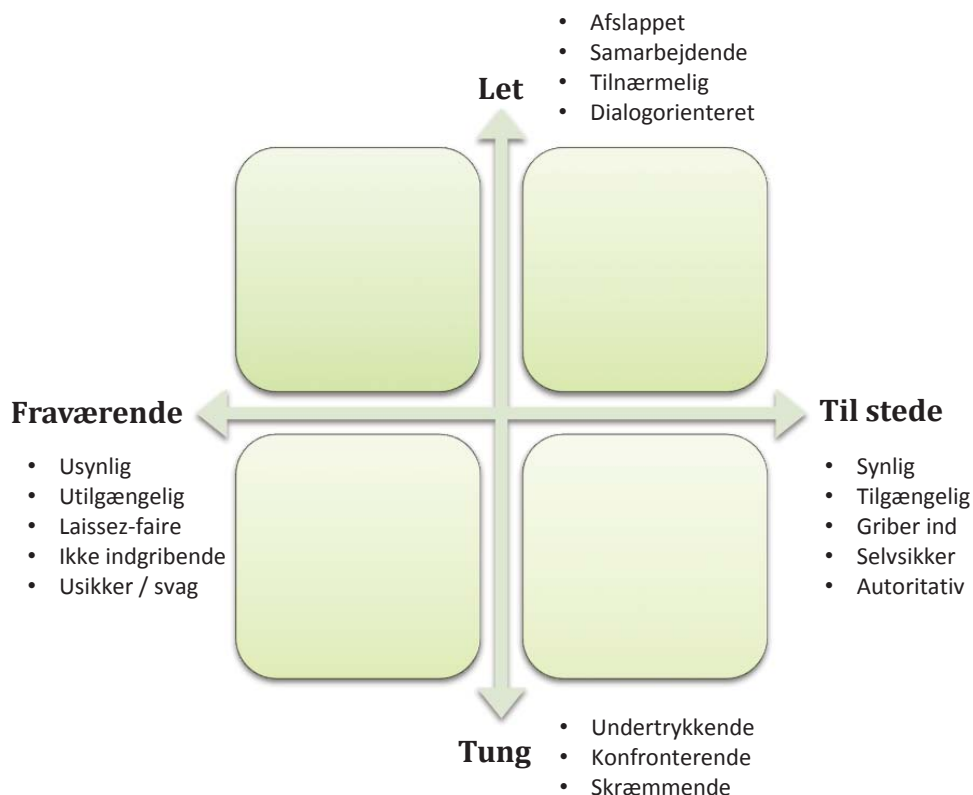 • Afslappet
• Samarbejdende
• Tilnærmelig
• Dialogorienteret
Let
Fraværende
• Usynlig
• Utilgængelig
• Laissez-faire
• Ikke indgribende
• Usikker / svag
Til stede
• Synlig
• Tilgængelig
• Griber ind
• Selvsikker
• Autoritativ
Tung
• Undertrykkende
• Konfronterende
• Skræmmende